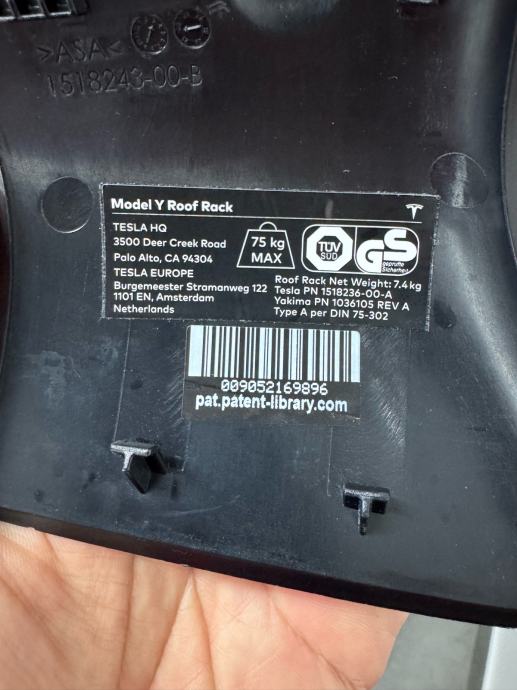 >ASA<
1518243-00-B
Model Y Roof Rack
TESLA HQ
3500 Deer Creek Road
Palo Alto, CA 94304
TESLA EUROPE
Burgemeester Stramanweg 122
1101 EN, Amsterdam
Netherlands
75 kg
MAX
TÜV
SÜD
GS
geprüfte
Sicherheit
Roof Rack Net Weight: 7.4kg
Tesla PN 1518236-00-A
Yakima PN 1036105 REV A
Type A per DIN 75-302
009052169896
pat.patent-library.com